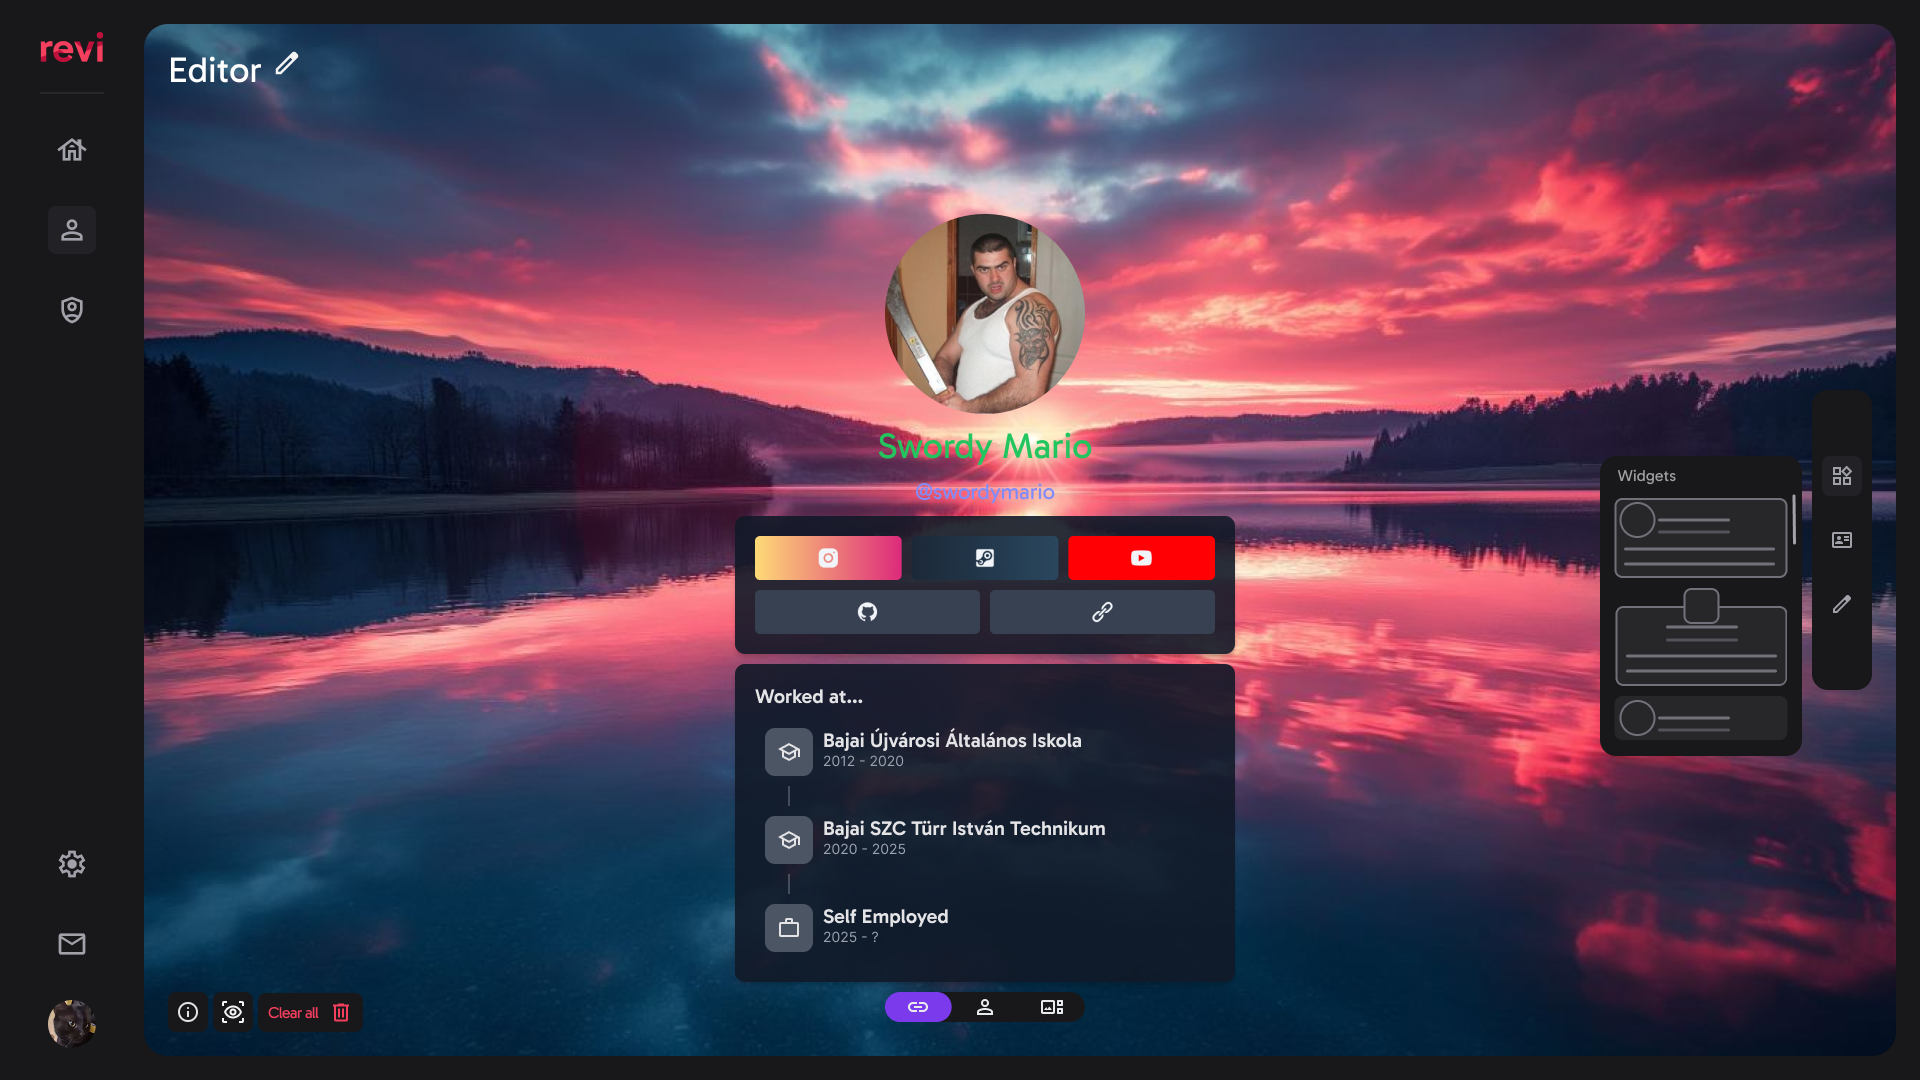 revi
Editor
Swordy Mario
@swordymario
Worked at...
Bajai Újvárosi Általános Iskola
2012 - 2020
Bajai SZC Türr István Technikum
2020 - 2025
Self Employed
2025 - ?
Widgets
Clear all